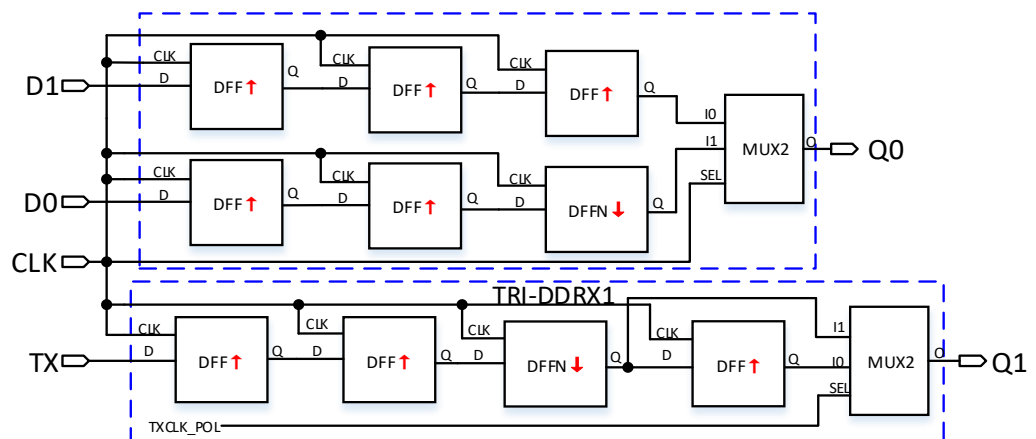 CLK CLK CLK
D1 D DFF Q D DFF Q D DFF Q I0
I1 MUX2 O Q0
CLK CLK CLK SEL
D0 D DFF Q D DFF Q D DFFN Q
CLK
TRI-DDRX1
CLK CLK CLK CLK I1
TX D DFF Q D DFF Q D DFFN Q D DFF Q I0 MUX2 O Q1
SEL
TXCLK_POL